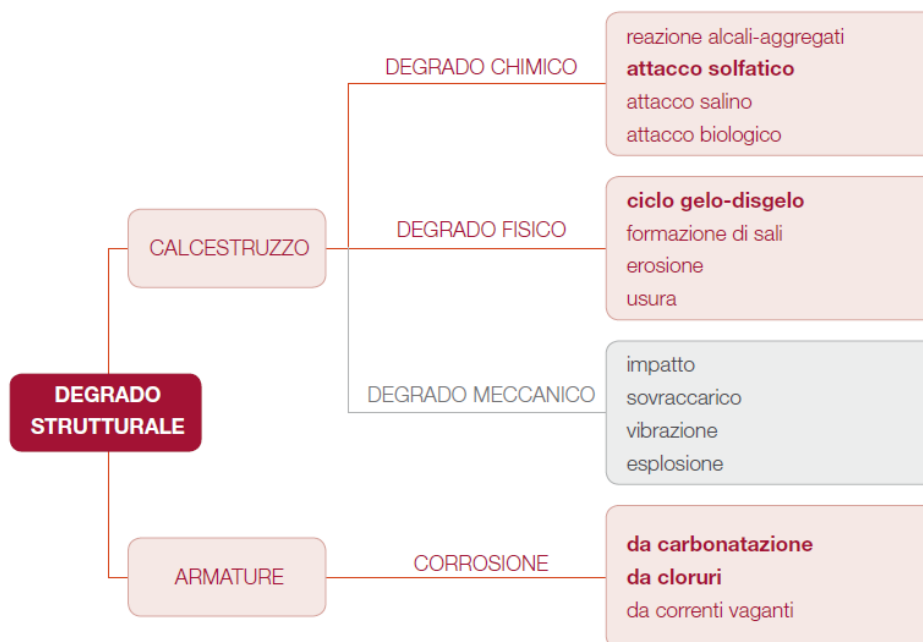 DEGRADO
STRUTTURALE
CALCESTRUZZO
DEGRADO CHIMICO
reazione alcali-aggregati
attacco solfatico
attacco salino
attacco biologico
DEGRADO FISICO
ciclo gelo-disgelo
formazione di sali
erosione
usura
DEGRADO MECCANICO
impatto
sovraccarico
vibrazione
esplosione
ARMATURE
CORROSIONE
da carbonatazione
da cloruri
da correnti vaganti